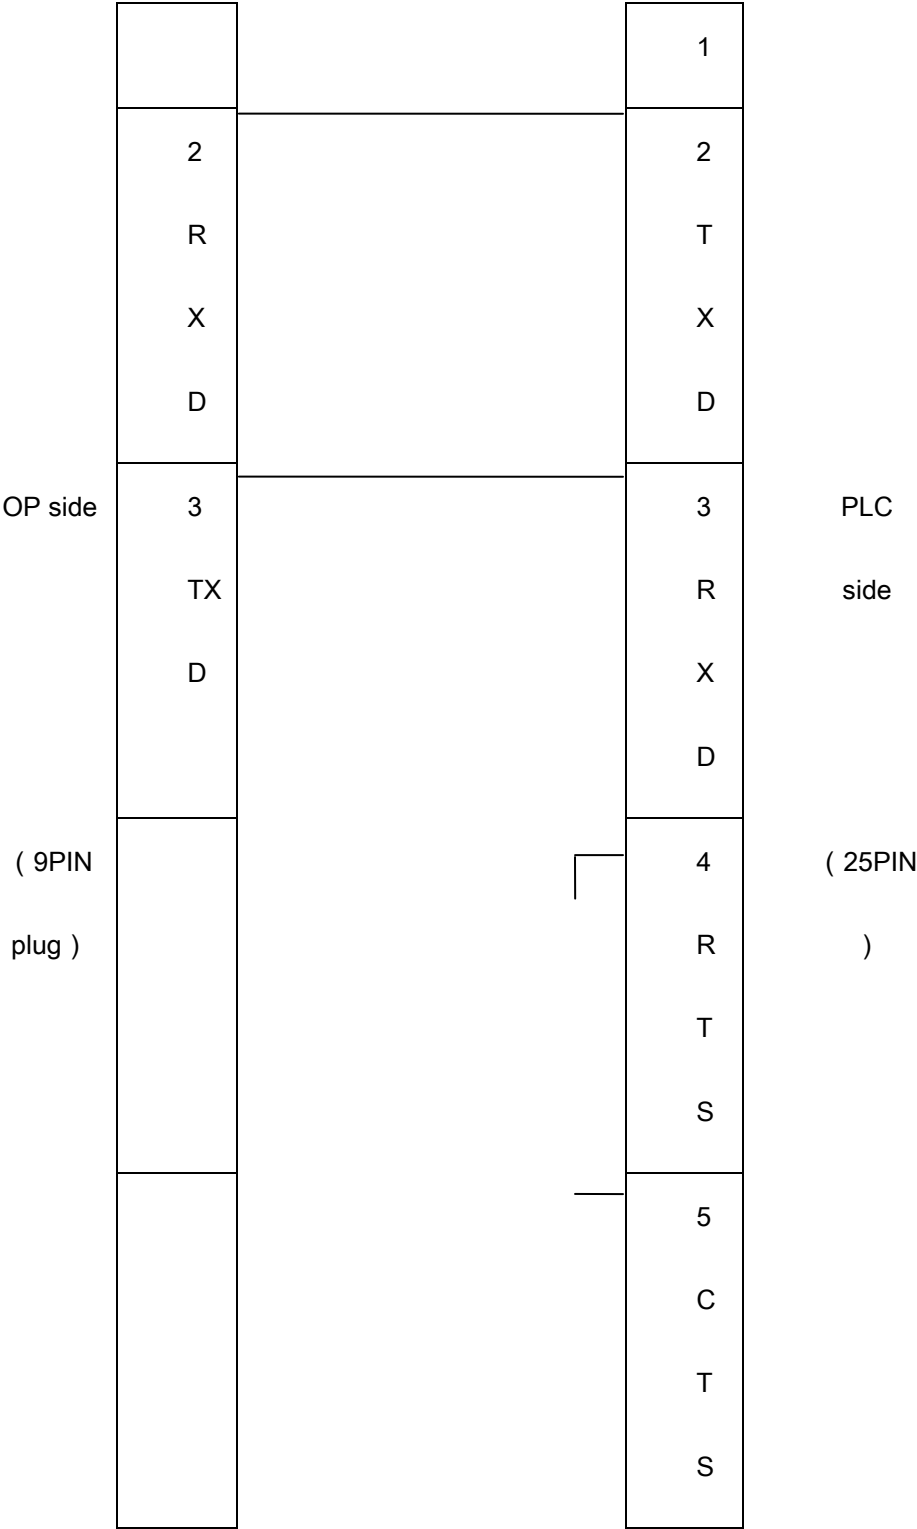 1
2 2
R T
X X
D D
OP side 3 3 PLC
TX R side
D X
D
( 9PIN 4 ( 25PIN
plug ) R )
T
S
5
C
T
S